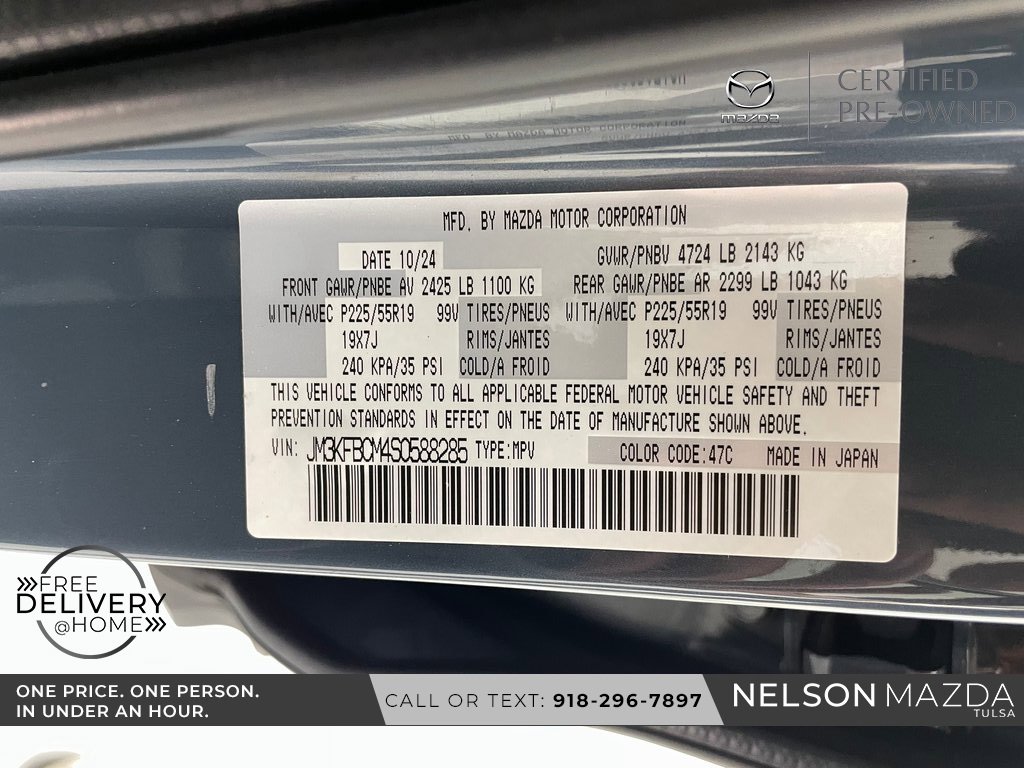 mazda
CERTIFIED
PRE-OWNED
MFD. BY MAZDA MOTOR CORPORATION
DATE 10/24 GVWR/PNBV 4724 LB 2143 KG
FRONT GAWR/PNBE AV 2425 LB 1100 KG REAR GAWR/PNBE AR 2299 LB 1043 KG
WITH/AVEC P225/55R19 99V TIRES/PNEUS WITH/AVEC P225/55R19 99V TIRES/PNEUS
19X7J RIMS/JANTES 19X7J RIMS/JANTES
240 KPA/35 PSI COLD/A FROID 240 KPA/35 PSI COLD/A FROID
THIS VEHICLE CONFORMS TO ALL APPLICABLE FEDERAL MOTOR VEHICLE SAFETY AND THEFT
PREVENTION STANDARDS IN EFFECT ON THE DATE OF MANUFACTURE SHOWN ABOVE.
VIN: JM3KFBCM4S0588285 TYPE:MPV COLOR CODE:47C MADE IN JAPAN
FREE
DELIVERY
@HOME
ONE PRICE. ONE PERSON.
IN UNDER AN HOUR.
CALL OR TEXT: 918-296-7897
NELSON MAZDA
TULSA